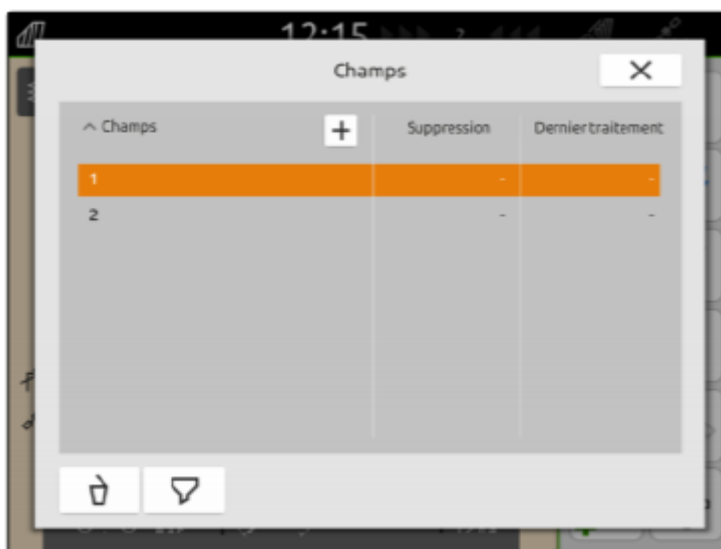 12:15
?
Champs
Champs + Suppression Dernier traitement
1 - -
2 - -